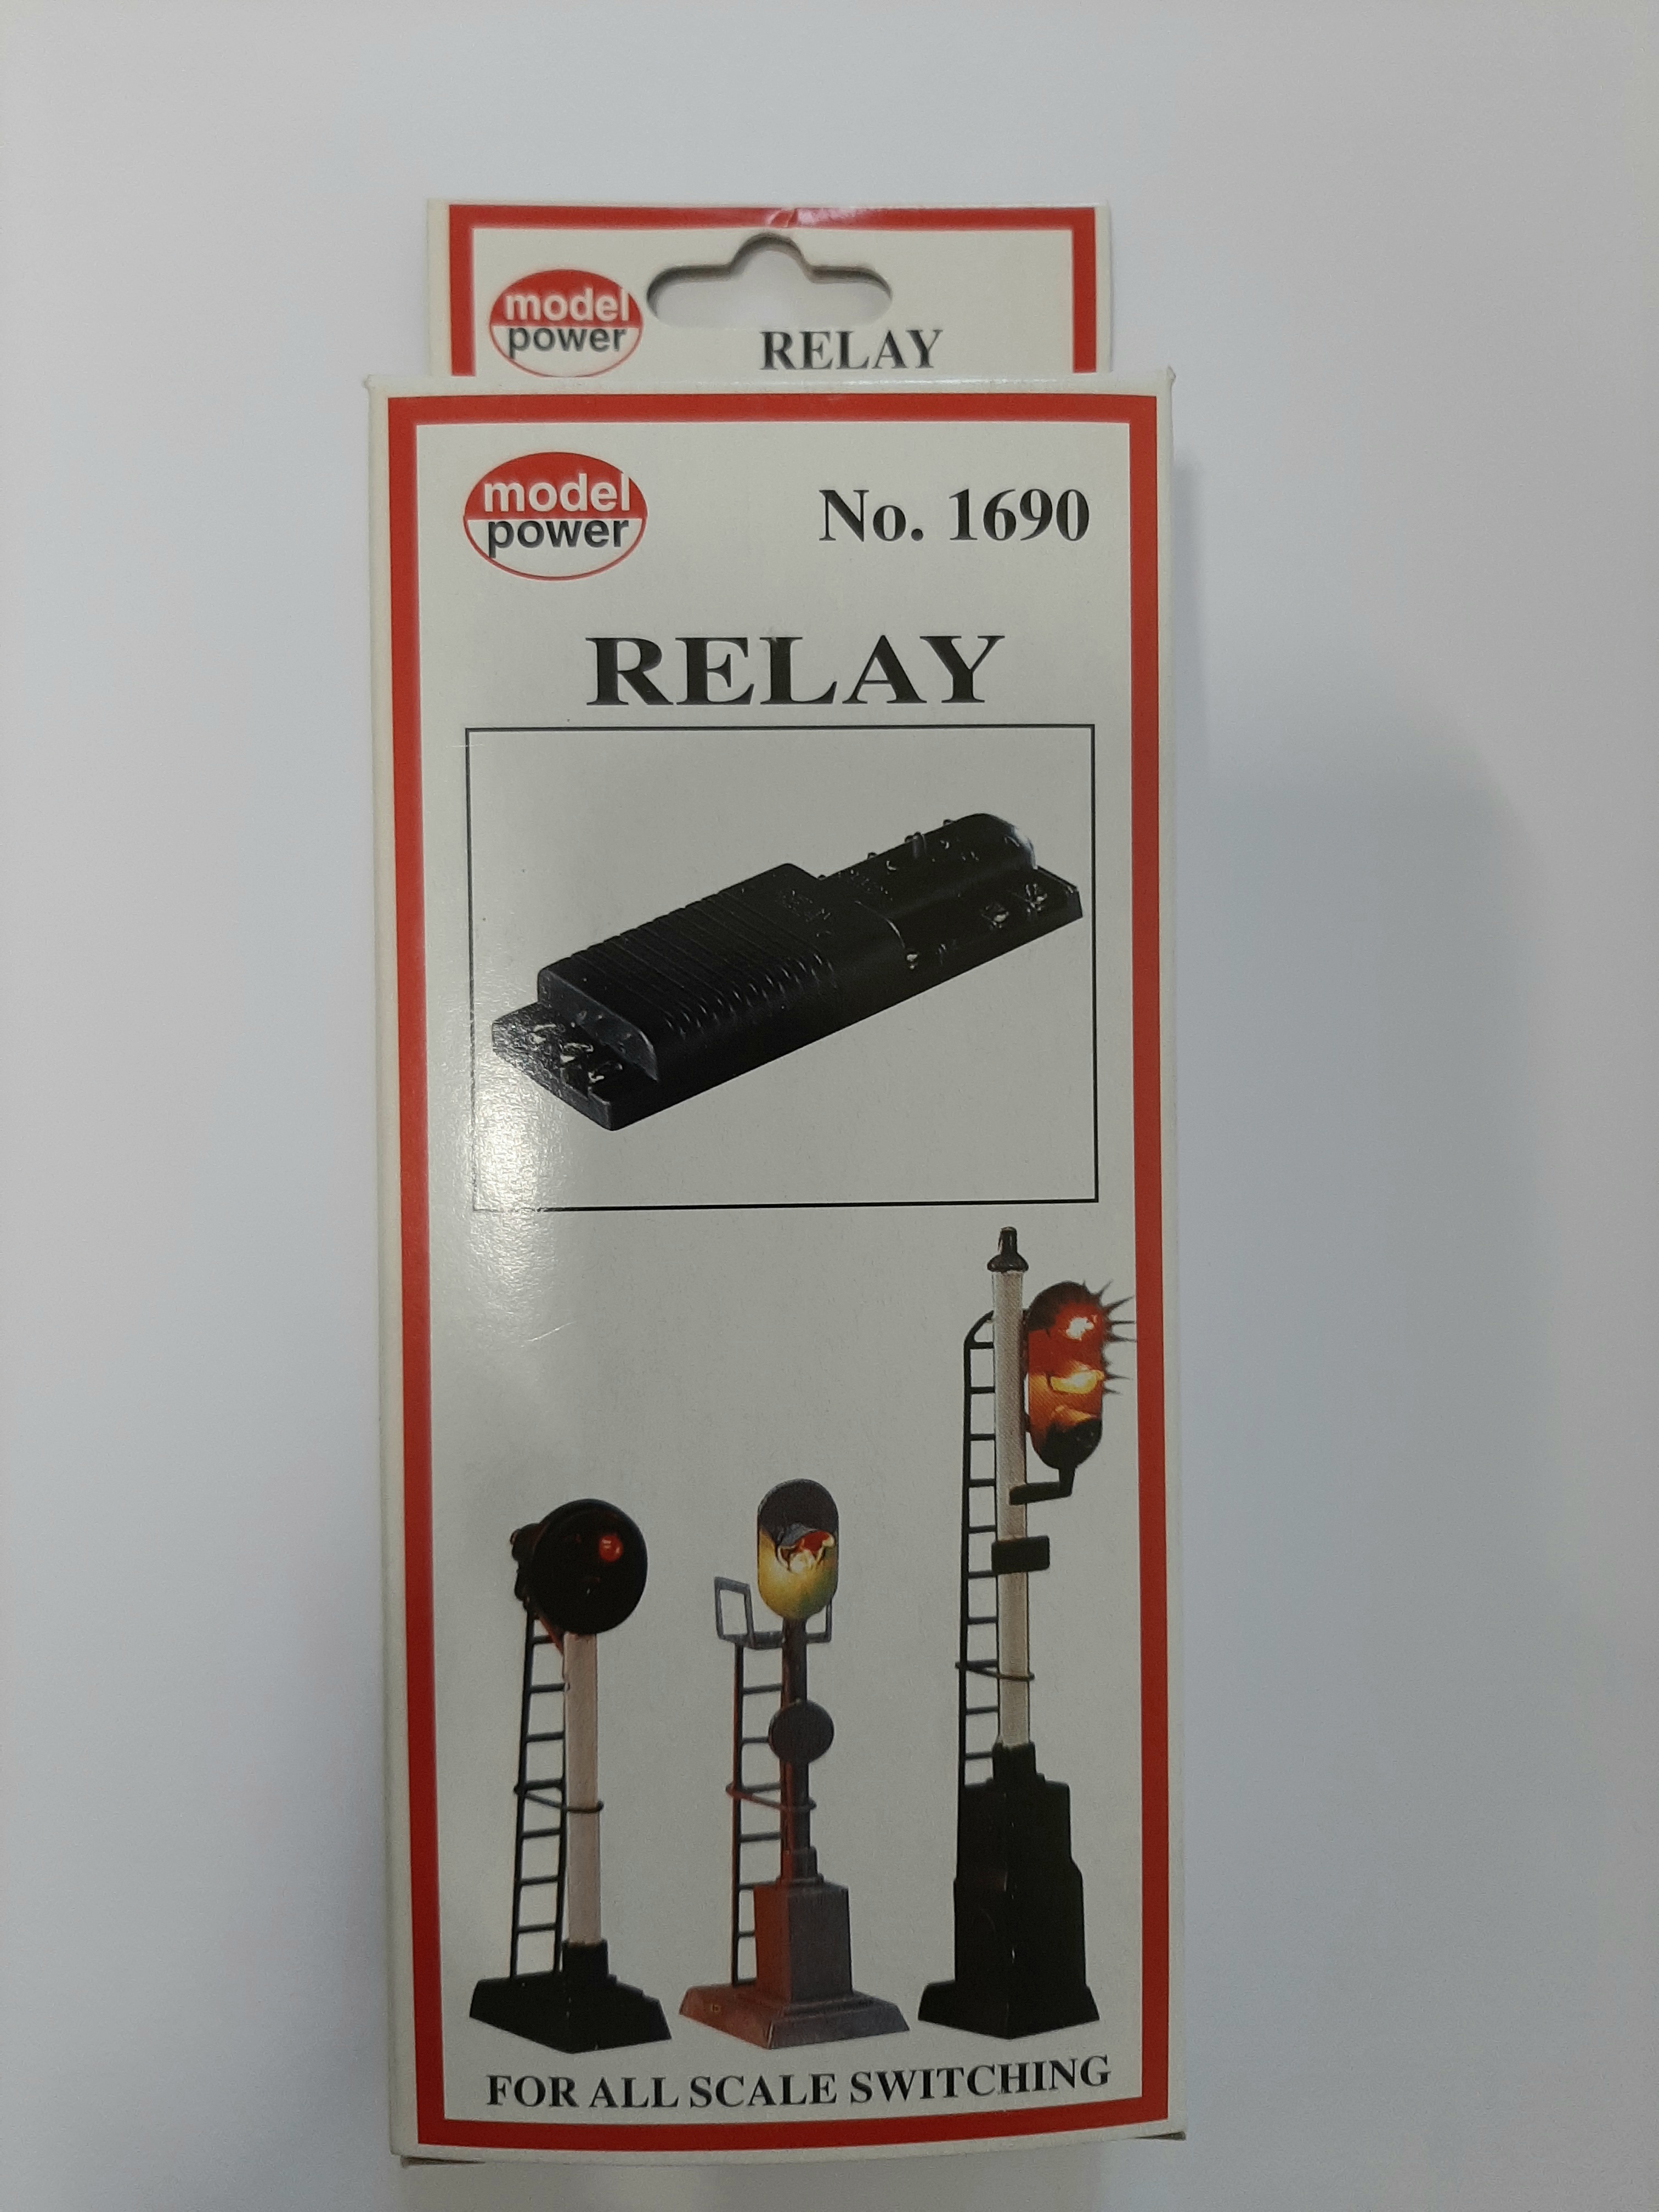 model
power
RELAY
model
power
No. 1690
RELAY
FOR ALL SCALE SWITCHING